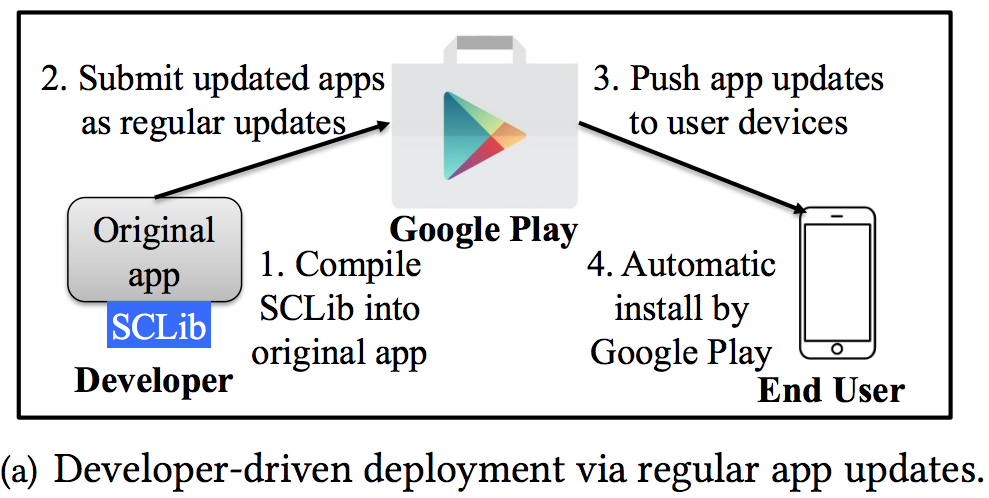 2. Submit updated apps
as regular updates
3. Push app updates
to user devices
Original
app
SCLib
Developer
1. Compile
SCLib into
original app
Google Play
4. Automatic
install by
Google Play
End User
(a) Developer-driven deployment via regular app updates.